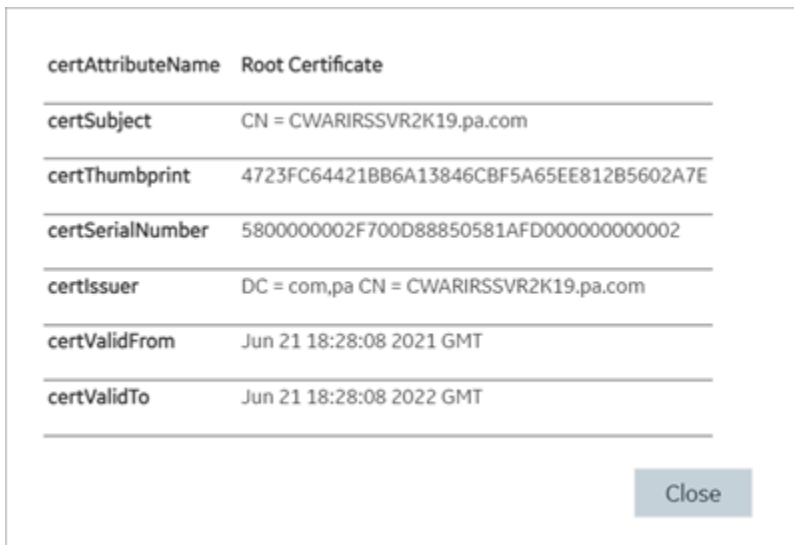 certAttributeName Root Certificate
certSubject CN = CWARIRSSVR2K19.pa.com
certThumbprint 4723FC64421BB6A13846CBF5A65EE812B5602A7E
certSerialNumber 5800000002F700D88850581AFD000000000002
certIssuer DC = com,pa CN = CWARIRSSVR2K19.pa.com
certValidFrom Jun 21 18:28:08 2021 GMT
certValidTo Jun 21 18:28:08 2022 GMT
Close